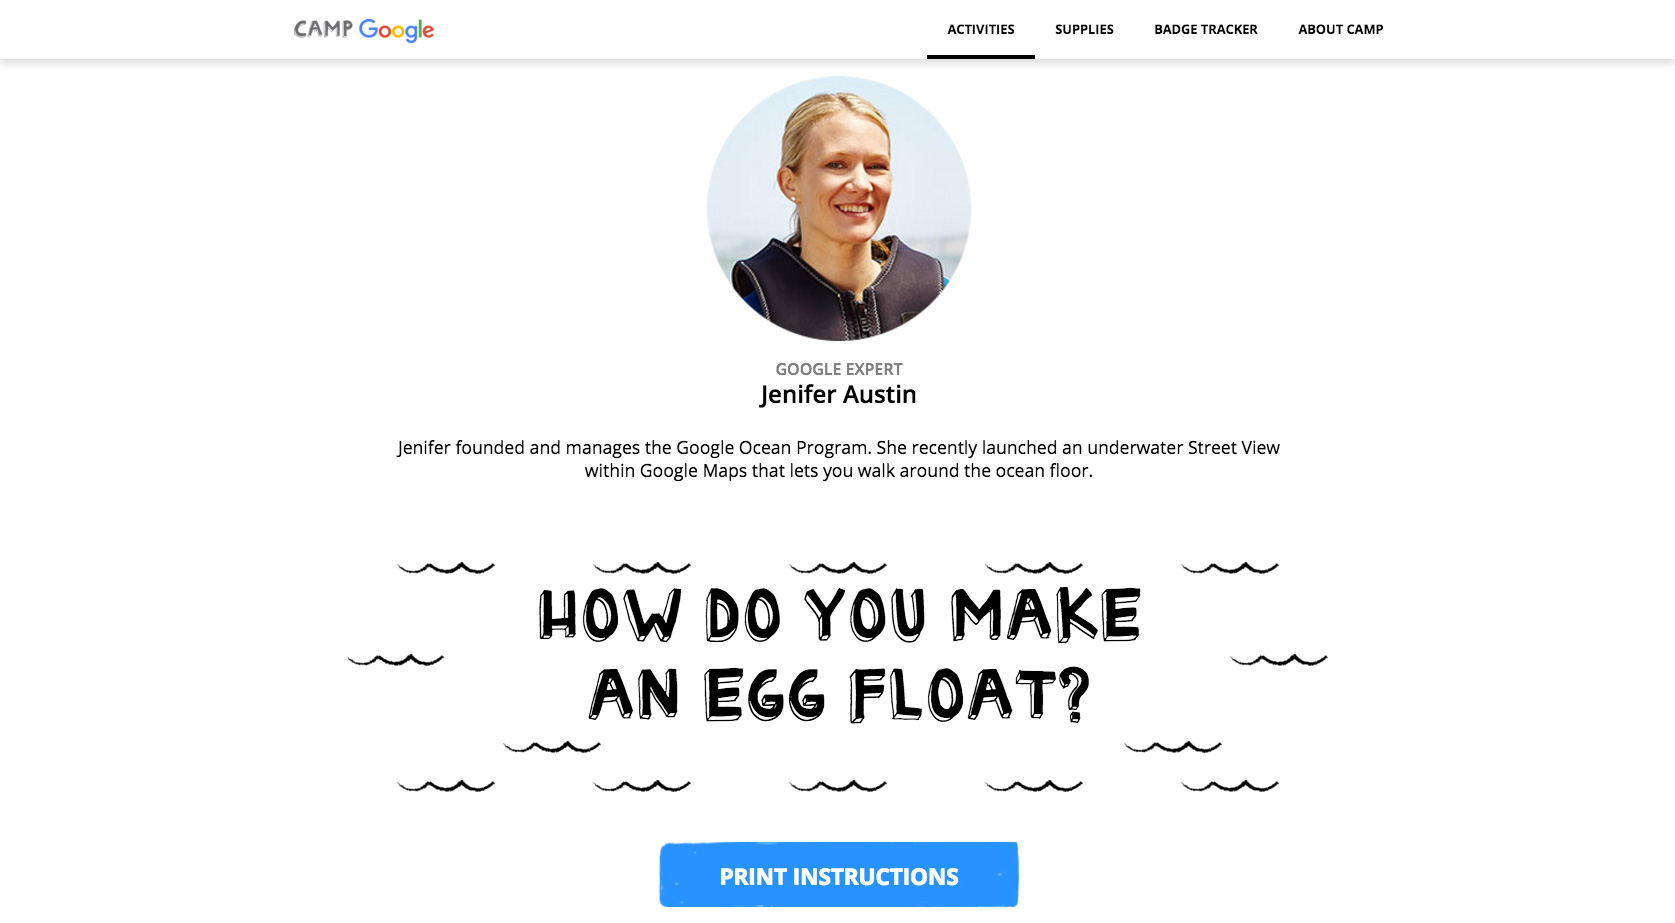 CAMP Google
ACTIVITIES SUPPLIES BADGE TRACKER ABOUT CAMP
GOOGLE EXPERT
Jenifer Austin
Jenifer founded and manages the Google Ocean Program. She recently launched an underwater Street View
within Google Maps that lets you walk around the ocean floor.
HOW DO YOU MAKE
AN EGG FLOAT?
PRINT INSTRUCTIONS